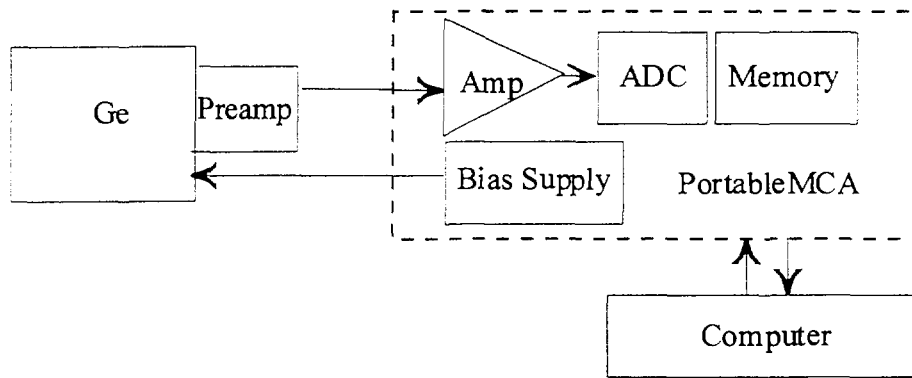 Ge
Preamp
Amp
ADC
Memory
Bias Supply
PortableMCA
Computer